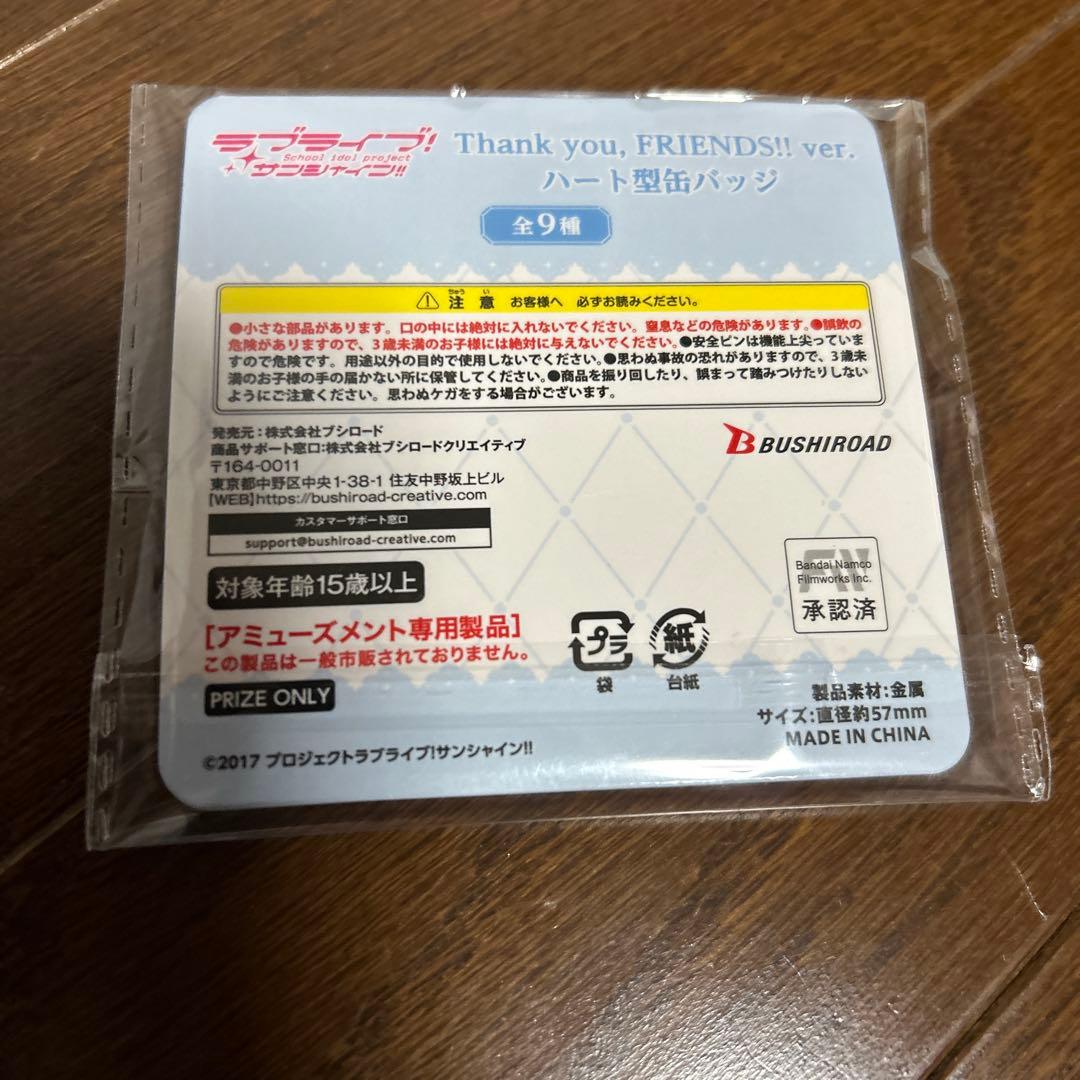 ラブライブ!
School idol project
サンシャイン!!
Thank you, FRIENDS!! ver.
ハート型缶バッジ
全9種
ちゅう い
注 意 お客様へ 必ずお読みください。
●小さな部品があります。口の中には絶対に入れないでください。窒息などの危険があります。●誤飲の
危険がありますので、3歳未満のお子様には絶対に与えないでください。●安全ピンは機能上尖っていま
すので危険です。用途以外の目的で使用しないでください。●思わぬ事故の恐れがありますので、3歳未
満のお子様の手の届かない所に保管してください。●商品を振り回したり、誤まって踏みつけたりしない
ようにご注意ください。思わぬケガをする場合がございます。
発売元:株式会社ブシロード
商品サポート窓口:株式会社ブシロードクリエイティブ
〒164-0011
東京都中野区中央1-38-1 住友中野坂上ビル
[WEB]https://bushiroad-creative.com
カスタマーサポート窓口
support@bushiroad-creative.com
BUSHIROAD
対象年齢15歳以上
[アミューズメント専用製品]
この製品は一般市販されておりません。
PRIZE ONLY
プラ
袋
紙
台紙
Bandai Namco
Filmworks Inc.
承認済
製品素材:金属
サイズ:直径約57mm
MADE IN CHINA
©2017 プロジェクトラブライブ!サンシャイン!!